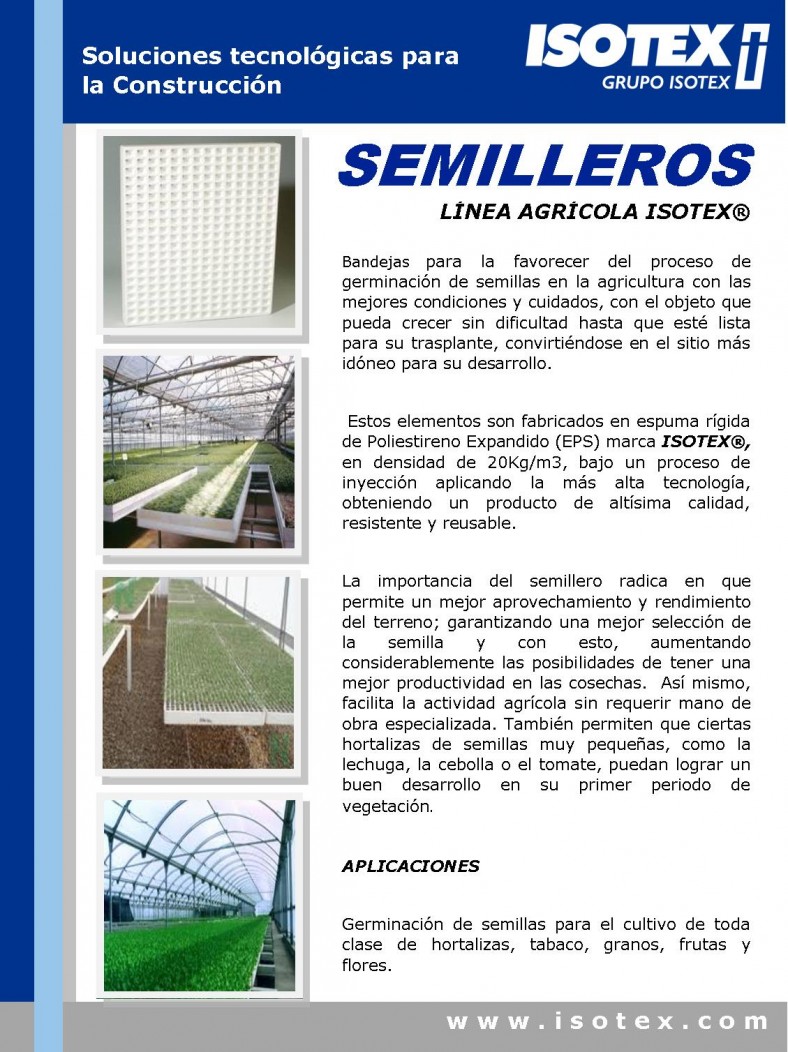 Soluciones tecnológicas para
la Construcción
ISOTEX
GRUPO ISOTEX
SEMILLEROS
LÍNEA AGRÍCOLA ISOTEX®
Bandejas para la favorecer del proceso de
germinación de semillas en la agricultura con las
mejores condiciones y cuidados, con el objeto que
pueda crecer sin dificultad hasta que esté lista
para su trasplante, convirtiéndose en el sitio más
idóneo para su desarrollo.
Estos elementos son fabricados en espuma rígida
de Poliestireno Expandido (EPS) marca ISOTEX®,
en densidad de 20Kg/m3, bajo un proceso de
inyección aplicando la más alta tecnología,
obteniendo un producto de altísima calidad,
resistente y reusable.
La importancia del semillero radica en que
permite un mejor aprovechamiento y rendimiento
del terreno; garantizando una mejor selección de
la semilla y con esto, aumentando
considerablemente las posibilidades de tener una
mejor productividad en las cosechas. Así mismo,
facilita la actividad agrícola sin requerir mano de
obra especializada. También permiten que ciertas
hortalizas de semillas muy pequeñas, como la
lechuga, la cebolla o el tomate, puedan lograr un
buen desarrollo en su primer periodo de
vegetación.
APLICACIONES
Germinación de semillas para el cultivo de toda
clase de hortalizas, tabaco, granos, frutas y
flores.
www.isotex.com